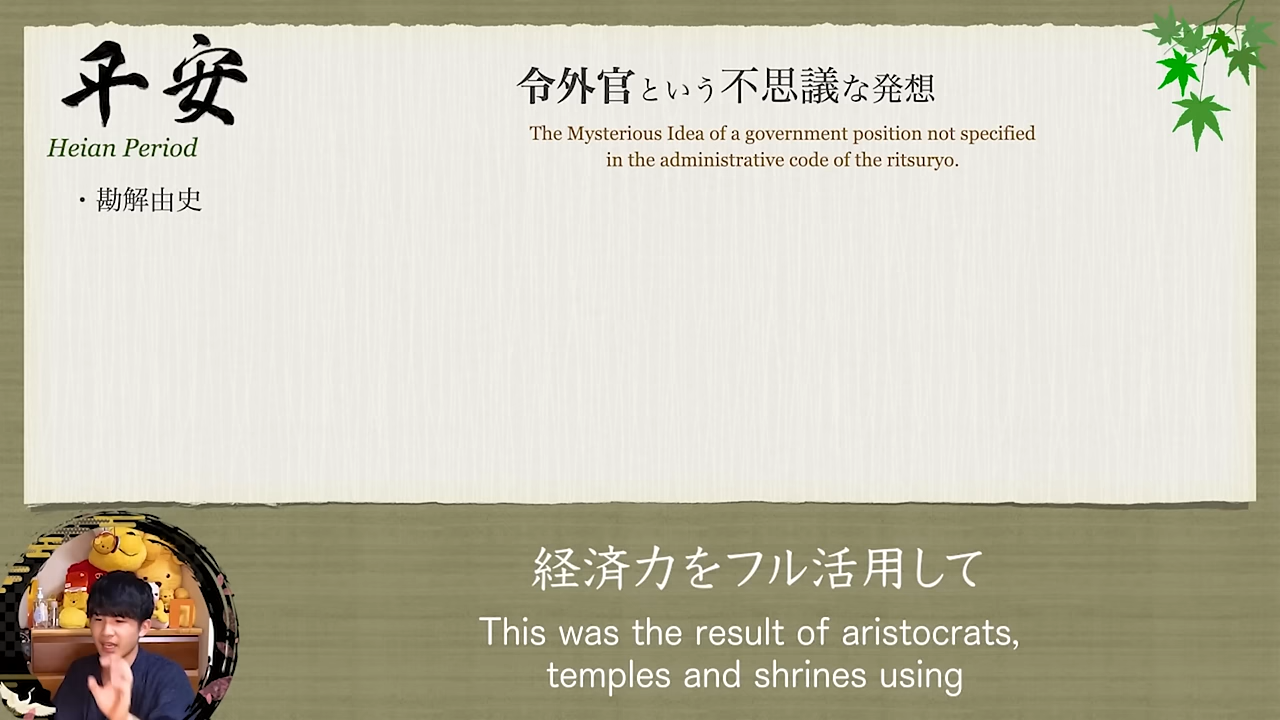 平安
Heian Period
・勘解由史
令外官という不思議な発想
The Mysterious Idea of a government position not specified
in the administrative code of the ritsuryo.
経済力をフル活用して
This was the result of aristocrats,
temples and shrines using